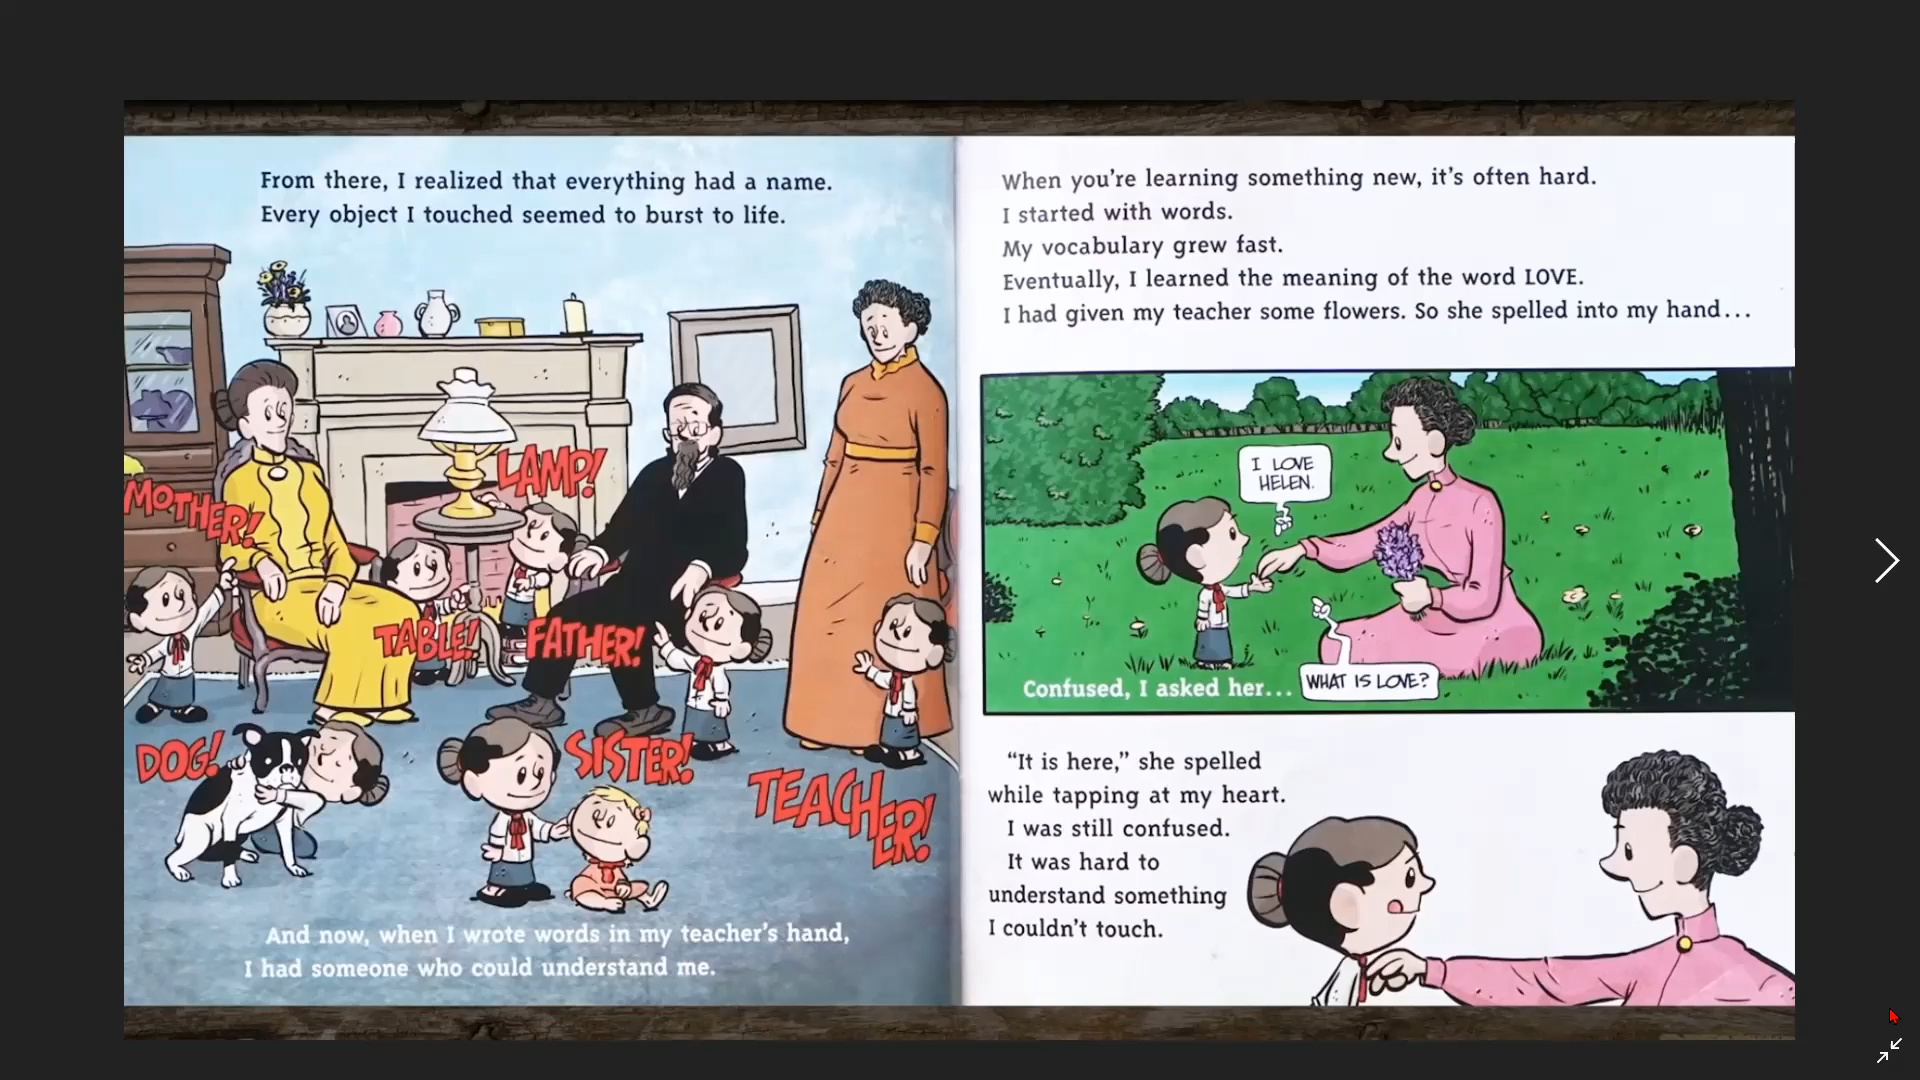 From there, I realized that everything had a name.
Every object I touched seemed to burst to life.
MOTHER!
LAMP!
TABLE!
FATHER!
DOG!
SISTER!
TEACHER!
And now, when I wrote words in my teacher's hand,
I had someone who could understand me.
When you're learning something new, it's often hard.
I started with words.
My vocabulary grew fast.
Eventually, I learned the meaning of the word LOVE.
I had given my teacher some flowers. So she spelled into my hand...
I LOVE
HELEN.
Confused, I asked her...
WHAT IS LOVE?
"It is here," she spelled
while tapping at my heart.
I was still confused.
It was hard to
understand something
I couldn't touch.